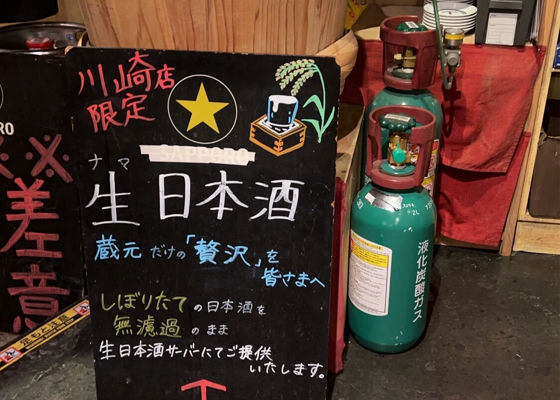 川崎店
限定
SAPPORO
ナマ
生日本酒
蔵元だけの「贅沢」を
皆さまへ
しぼりたての日本酒を
無濾過のまま
生日本酒サーバーにてご提供
いたします。
RO
※※
差
意
液化炭酸ガス